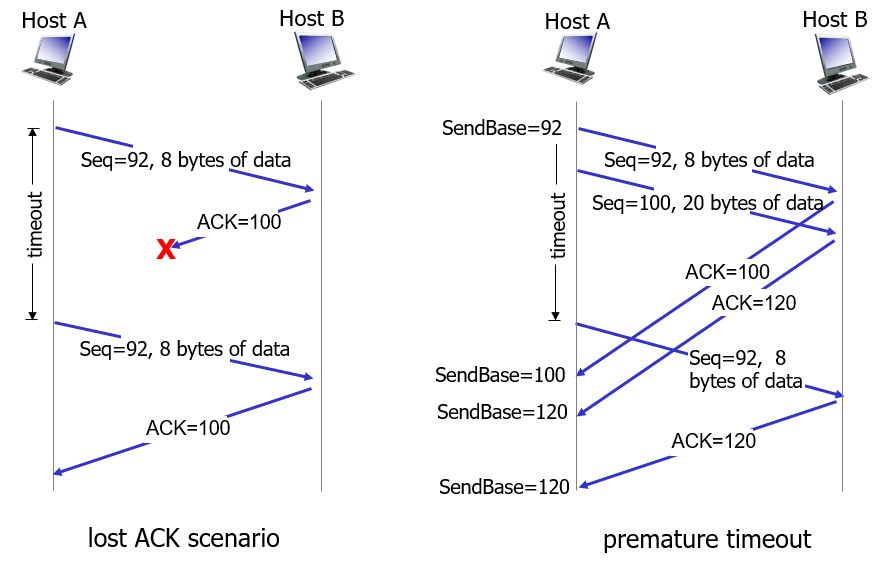 Host A
Host B
timeout
Seq=92, 8 bytes of data
ACK=100
X
Seq=92, 8 bytes of data
ACK=100
lost ACK scenario
Host A
Host B
SendBase=92
timeout
Seq=92, 8 bytes of data
Seq=100, 20 bytes of data
ACK=100
ACK=120
Seq=92, 8
bytes of data
SendBase=100
SendBase=120
ACK=120
SendBase=120
premature timeout